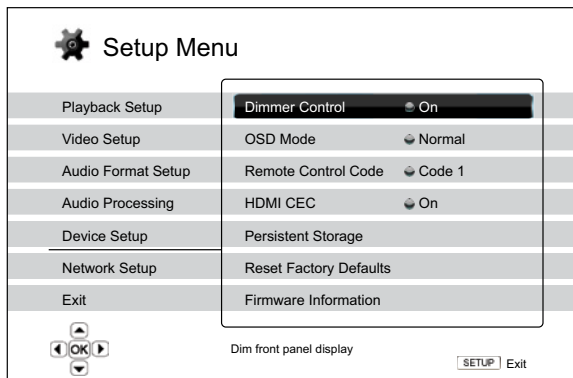 Setup Menu
Playback Setup
Video Setup
Audio Format Setup
Audio Processing
Device Setup
Network Setup
Exit
Dimmer Control On
OSD Mode Normal
Remote Control Code Code 1
HDMI CEC On
Persistent Storage
Reset Factory Defaults
Firmware Information
OK
Dim front panel display
SETUP Exit